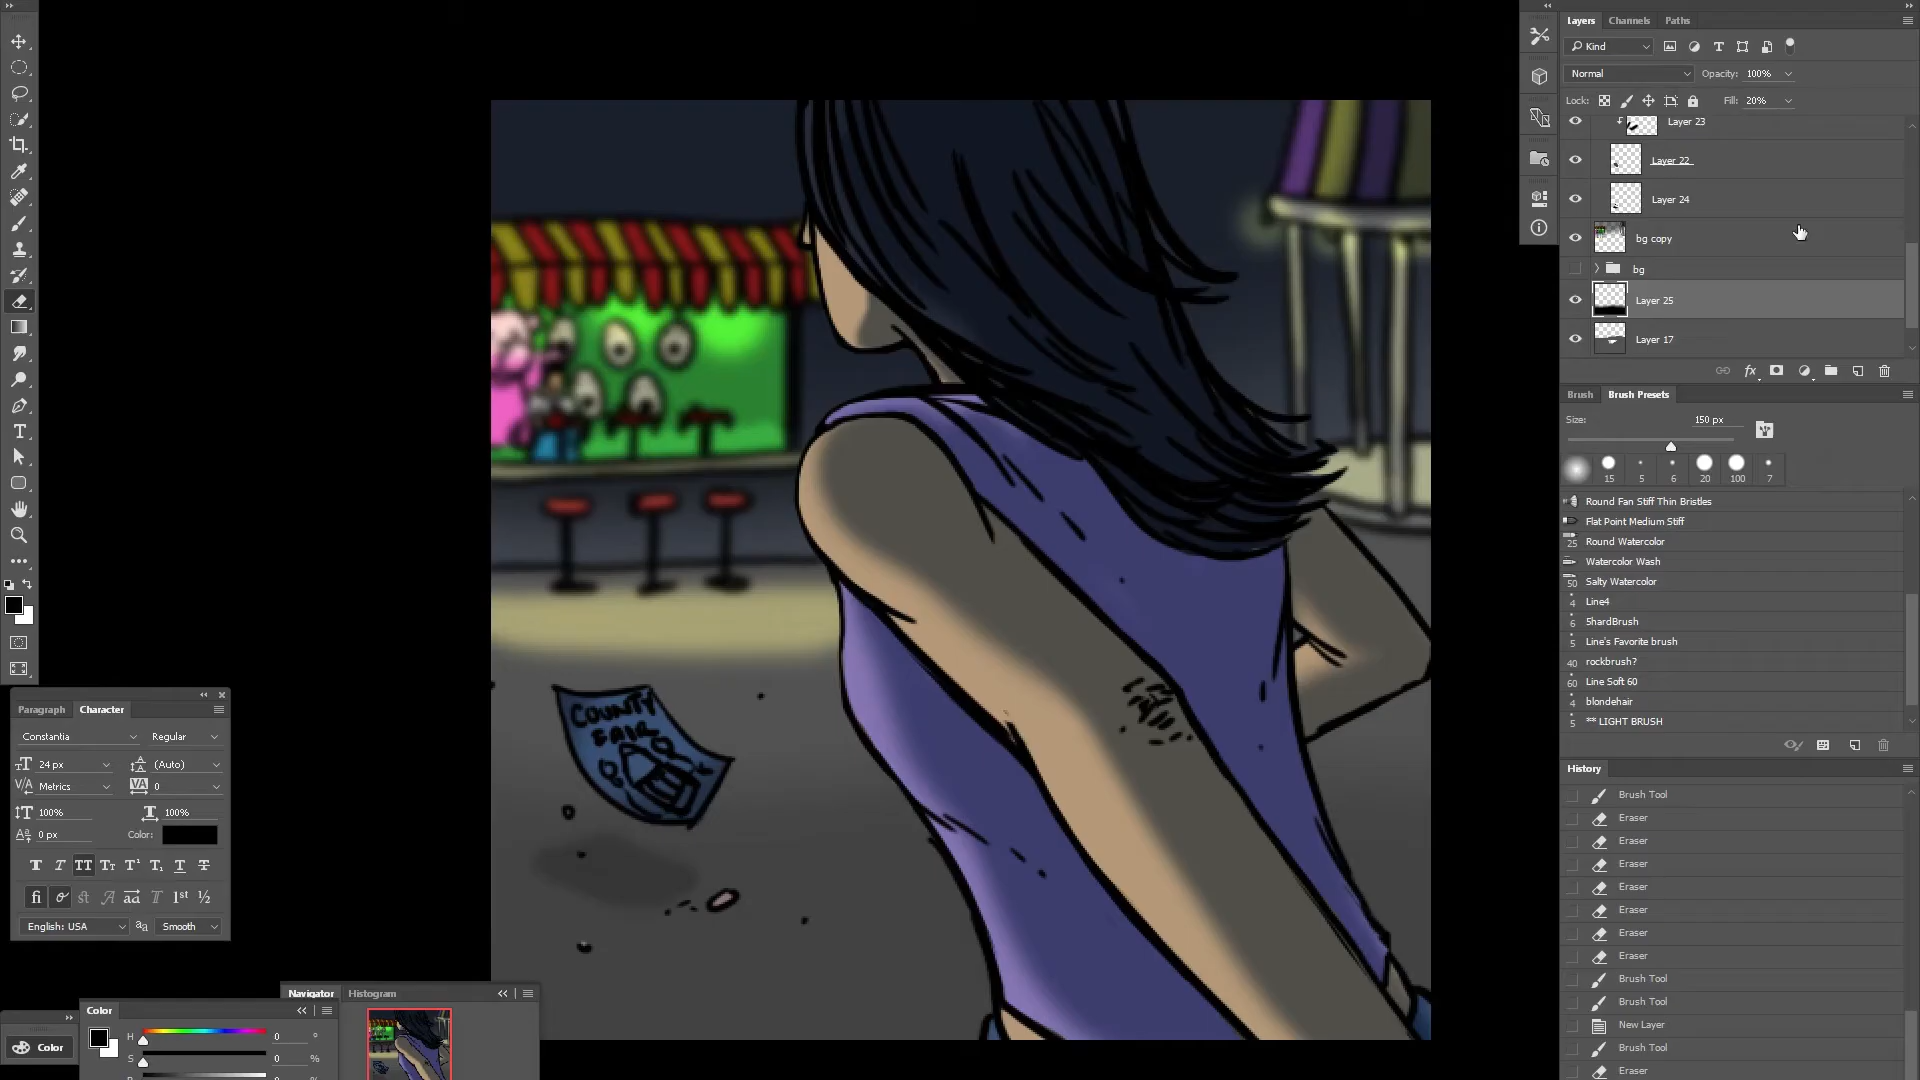 Layers Channels Paths
Kind
Normal Opacity: 100%
Lock: Fill: 20%
Layer 23
Layer 22
Layer 24
bg copy
bg
Layer 25
Layer 17
Brush Brush Presets
Size: 150 px
15 5 6 20 100 7
Round Fan Stiff Thin Bristles
Flat Point Medium Stiff
25 Round Watercolor
Watercolor Wash
50 Salty Watercolor
4 Line4
6 5hardBrush
5 Line's Favorite brush
40 rockbrush?
60 Line Soft 60
4 blondehair
5 ** LIGHT BRUSH
History
Brush Tool
Eraser
Eraser
Eraser
Eraser
Eraser
Eraser
Eraser
Brush Tool
Brush Tool
New Layer
Brush Tool
Eraser
COUNTY
FAIR
Paragraph Character
Constantia Regular
24 px (Auto)
Metrics 0
100% 100%
0 px Color:
English: USA Smooth
Navigator Histogram
Color
Color
H 0 °
S 0 %